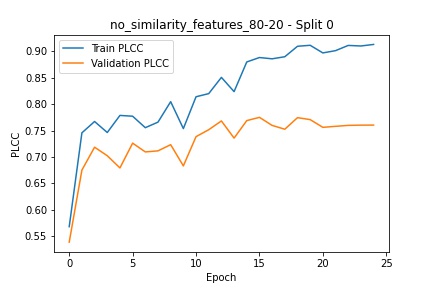 no_similarity_features_80-20 - Split 0
Train PLCC
Validation PLCC
PLCC
0.90
0.85
0.80
0.75
0.70
0.65
0.60
0.55
0 5 10 15 20 25
Epoch